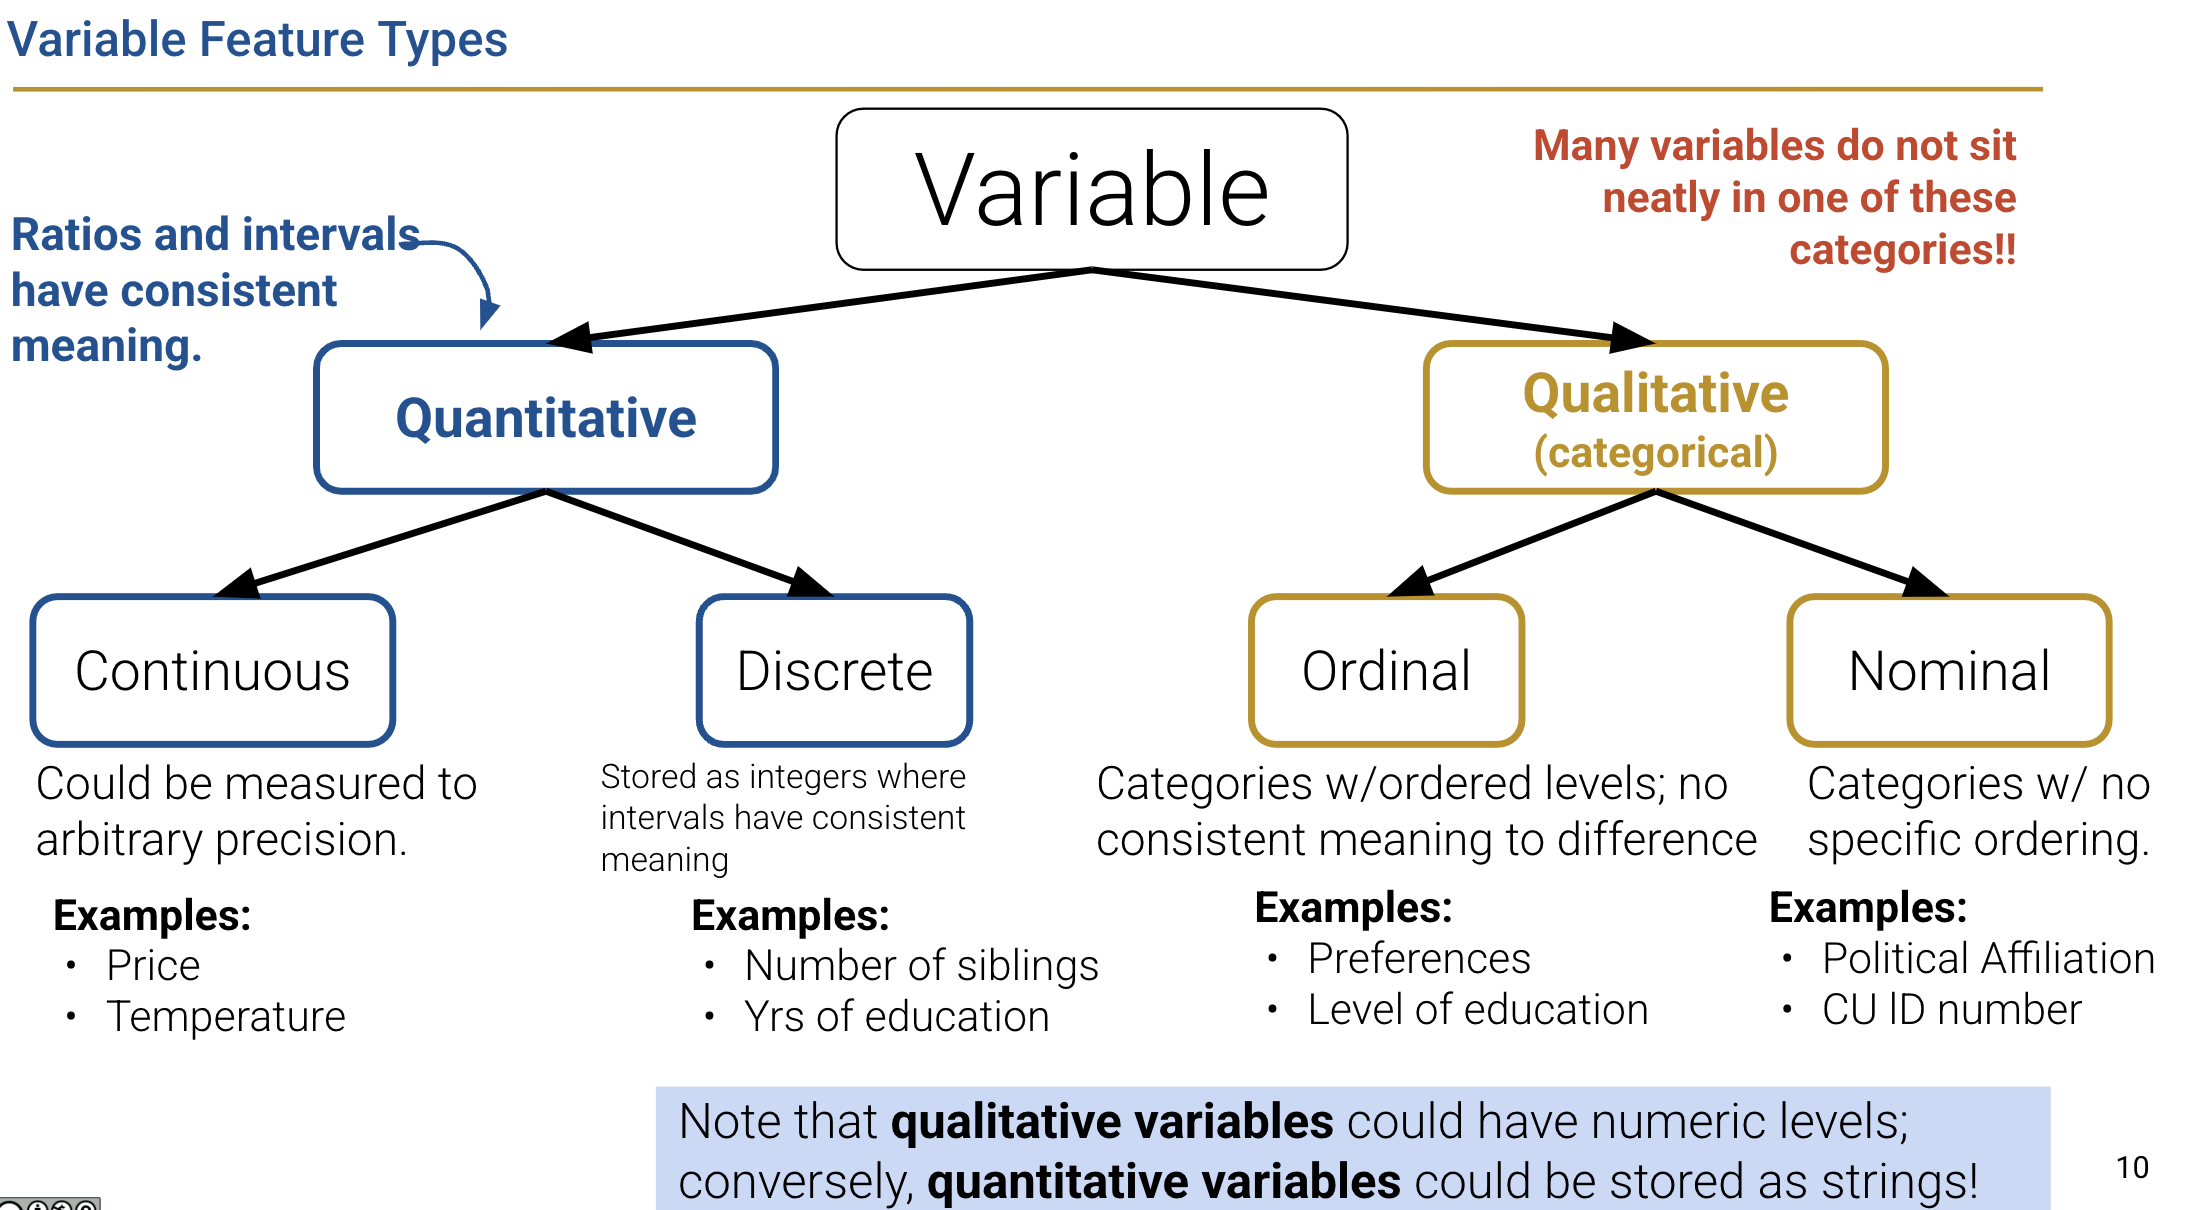 Variable Feature Types
Variable
Many variables do not sit
neatly in one of these
categories!!
Ratios and intervals
have consistent
meaning.
Quantitative
Qualitative
(categorical)
Continuous
Discrete
Ordinal
Nominal
Could be measured to
arbitrary precision.
Stored as integers where
intervals have consistent
meaning
Categories w/ordered levels; no
consistent meaning to difference
Categories w/ no
specific ordering.
Examples:
• Price
• Temperature
Examples:
• Number of siblings
• Yrs of education
Examples:
• Preferences
• Level of education
Examples:
• Political Affiliation
• CU ID number
Note that qualitative variables could have numeric levels;
conversely, quantitative variables could be stored as strings!
10